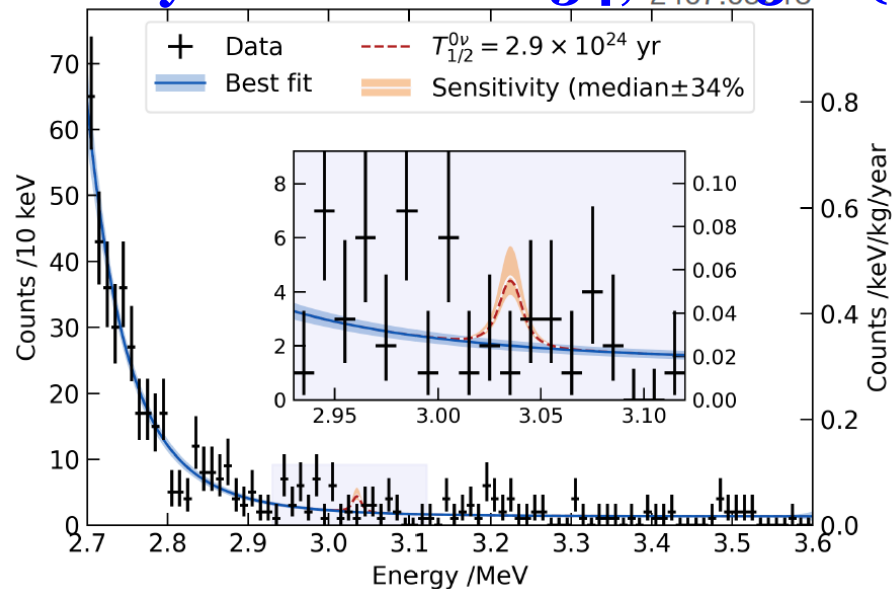 Data
Best fit
T_{1/2}^{0ν} = 2.9 × 10^{24} yr
Sensitivity (median±34%
Counts /10 keV
70
60
50
40
30
20
10
0
Counts /keV/kg/year
0.8
0.6
0.4
0.2
0.0
8
6
4
2
0
0.10
0.08
0.06
0.04
0.02
0.00
2.95 3.00 3.05 3.10
2.7 2.8 2.9 3.0 3.1 3.2 3.3 3.4 3.5 3.6
Energy /MeV